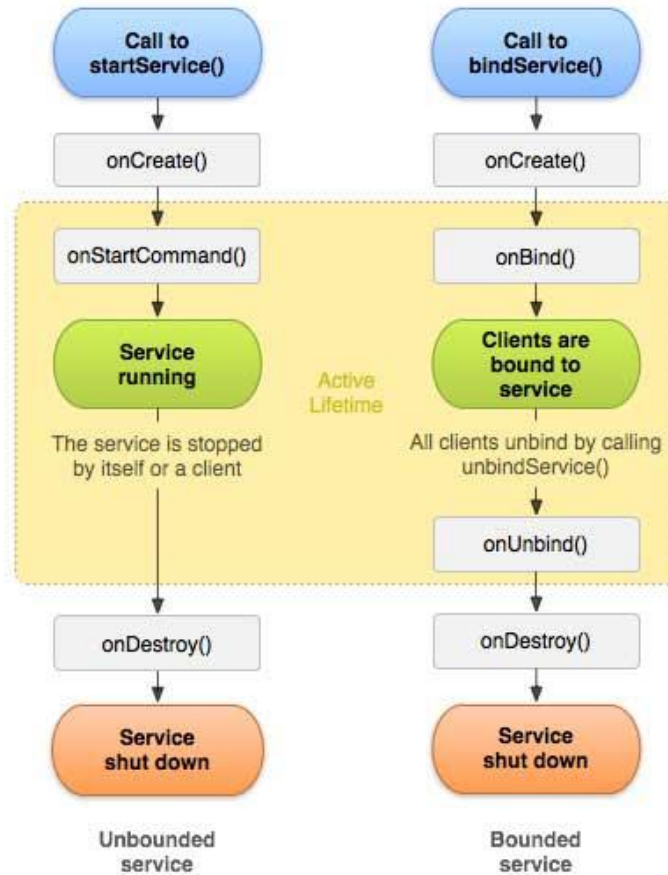 Call to
startService()
onCreate()
onStartCommand()
Service
running
The service is stopped
by itself or a client
onDestroy()
Service
shut down
Unbounded
service
Active
Lifetime
Call to
bindService()
onCreate()
onBind()
Clients are
bound to
service
All clients unbind by calling
unbindService()
onUnbind()
onDestroy()
Service
shut down
Bounded
service